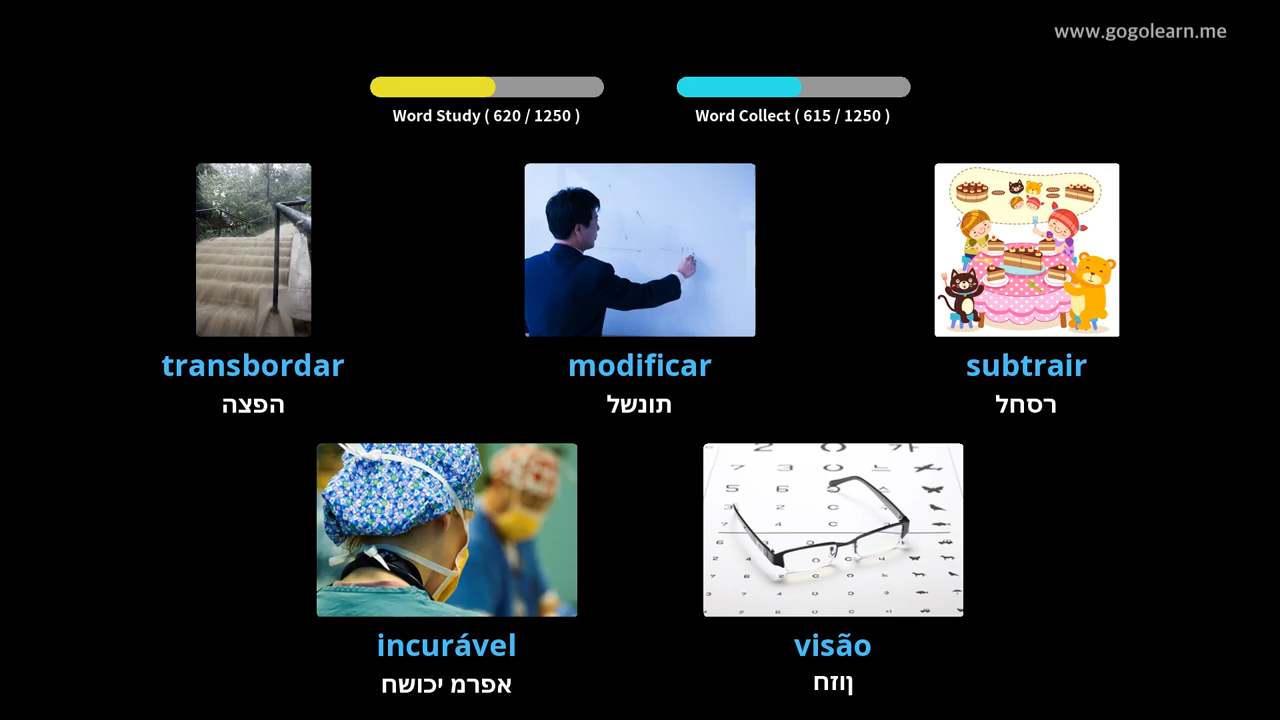 www.gogolearn.me
Word Study ( 620 / 1250 )
Word Collect ( 615 / 1250 )
transbordar
הפצה
modificar
תונשל
subtrair
רסחל
incurável
אפרמ יכושח
visão
ןוזח